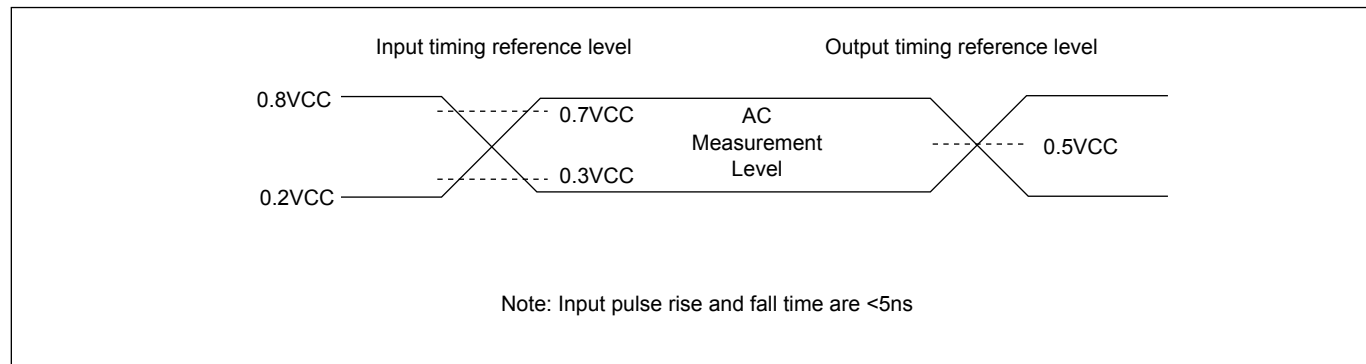 Input timing reference level
Output timing reference level
0.8VCC
0.7VCC
AC
Measurement
Level
0.5VCC
0.3VCC
0.2VCC
Note: Input pulse rise and fall time are <5ns